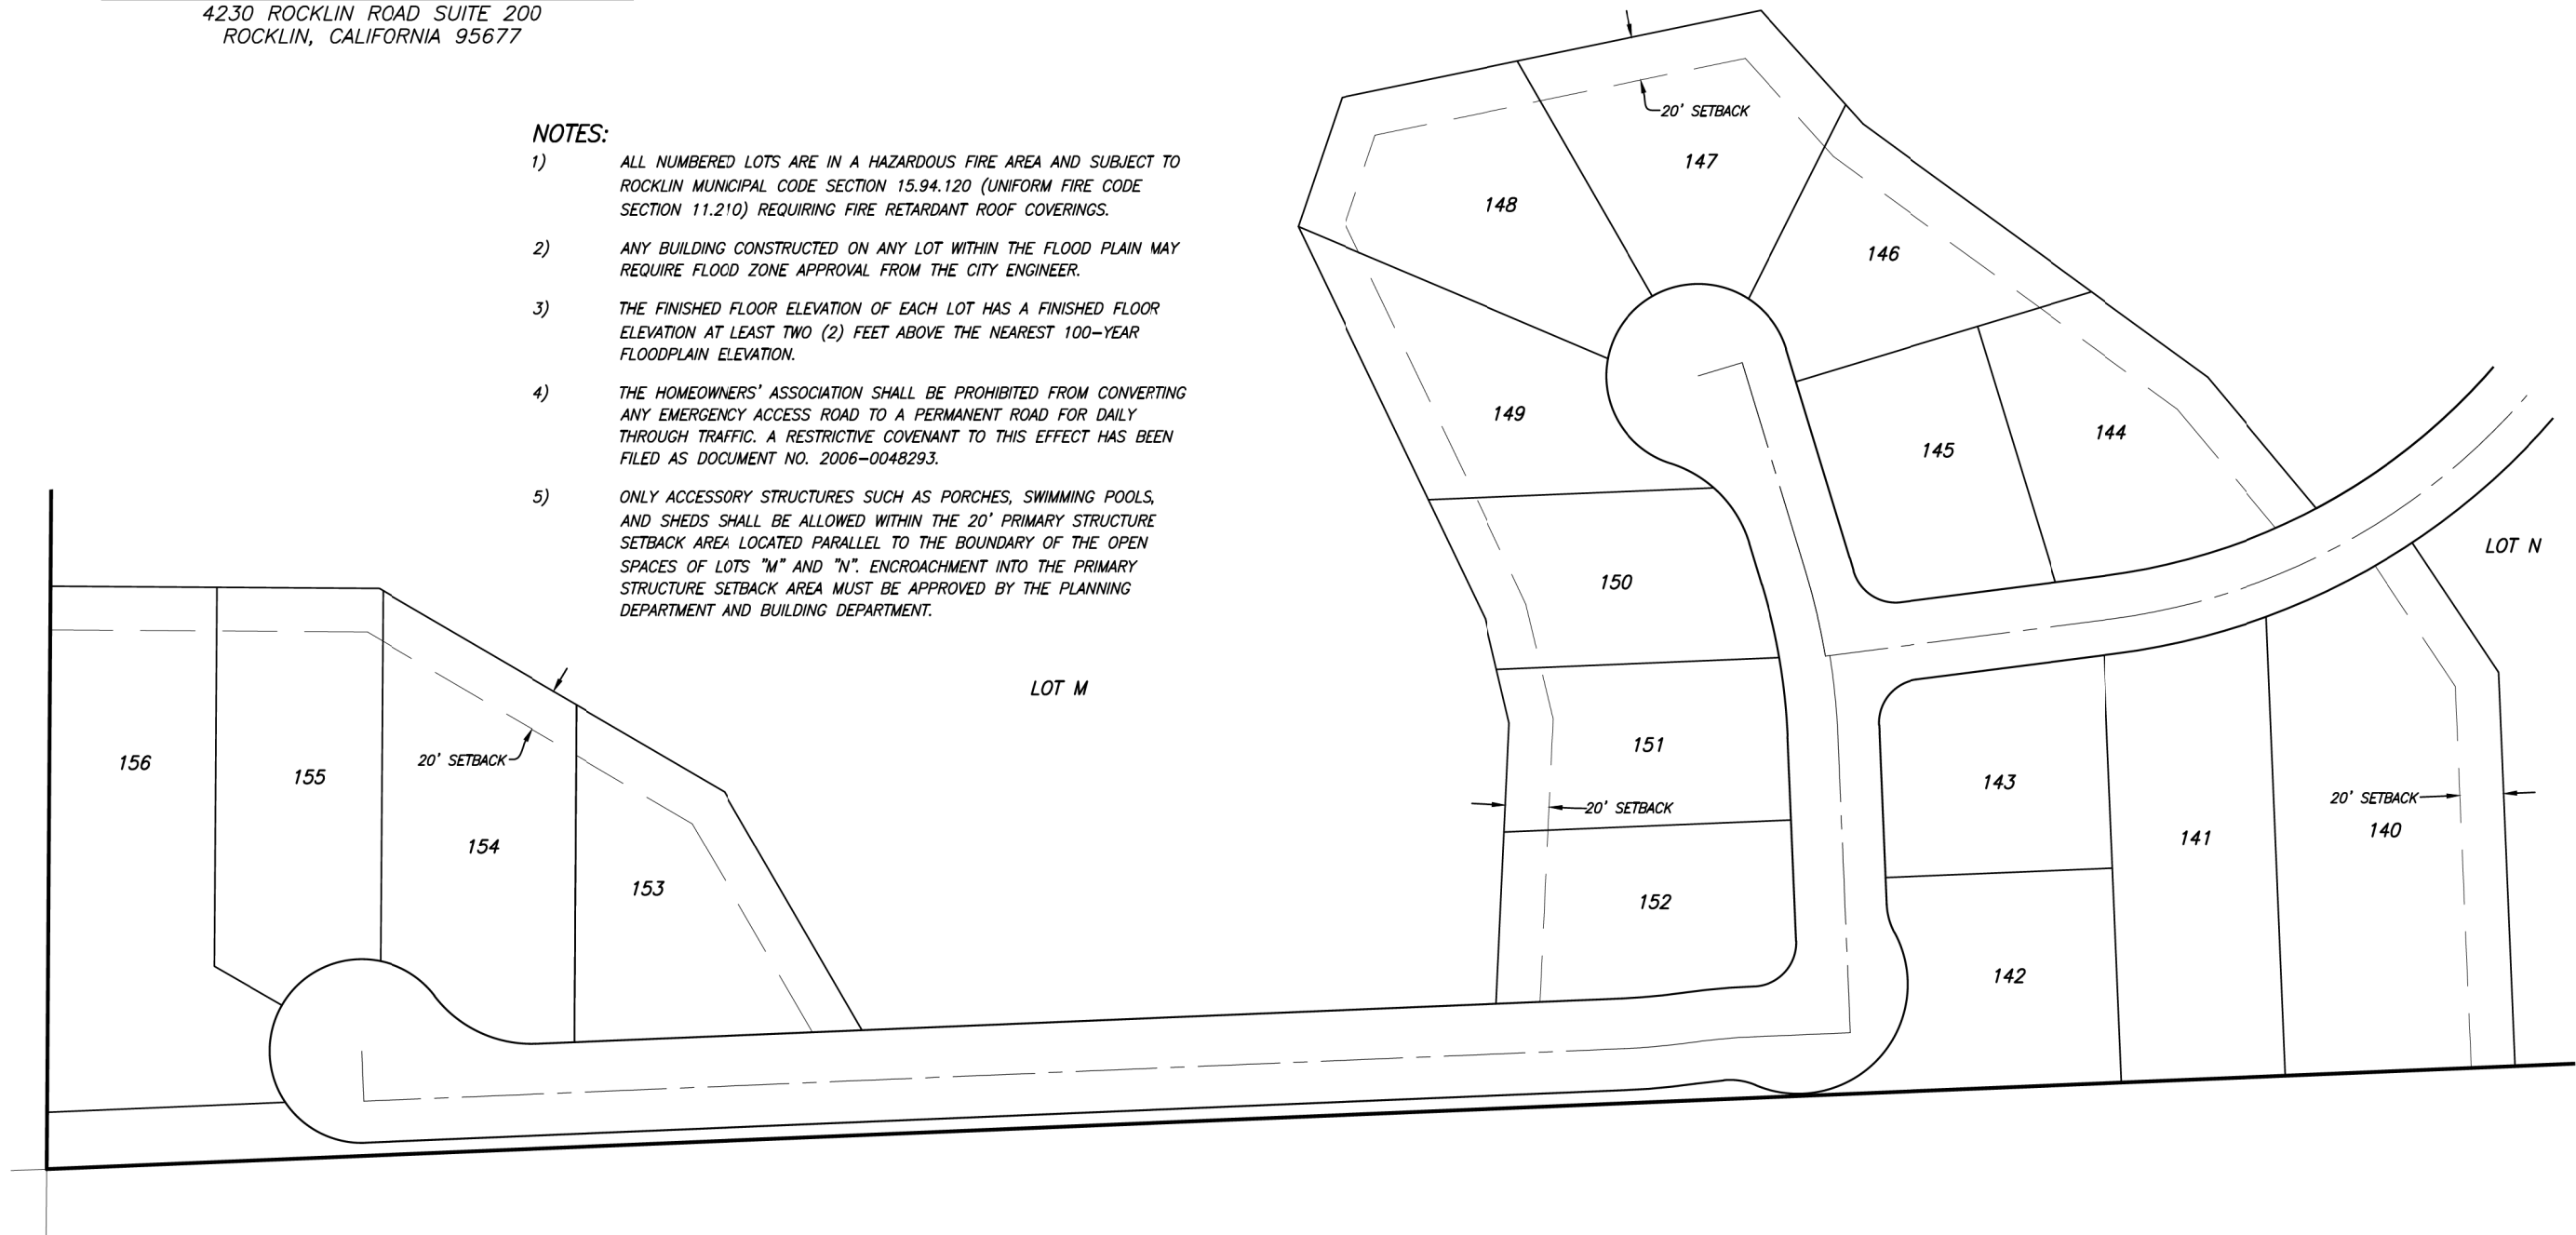 4230 ROCKLIN ROAD SUITE 200
ROCKLIN, CALIFORNIA 95677
NOTES:
1) ALL NUMBERED LOTS ARE IN A HAZARDOUS FIRE AREA AND SUBJECT TO
ROCKLIN MUNICIPAL CODE SECTION 15.94.120 (UNIFORM FIRE CODE
SECTION 11.210) REQUIRING FIRE RETARDANT ROOF COVERINGS.
2) ANY BUILDING CONSTRUCTED ON ANY LOT WITHIN THE FLOOD PLAIN MAY
REQUIRE FLOOD ZONE APPROVAL FROM THE CITY ENGINEER.
3) THE FINISHED FLOOR ELEVATION OF EACH LOT HAS A FINISHED FLOOR
ELEVATION AT LEAST TWO (2) FEET ABOVE THE NEAREST 100-YEAR
FLOODPLAIN ELEVATION.
4) THE HOMEOWNERS' ASSOCIATION SHALL BE PROHIBITED FROM CONVERTING
ANY EMERGENCY ACCESS ROAD TO A PERMANENT ROAD FOR DAILY
THROUGH TRAFFIC. A RESTRICTIVE COVENANT TO THIS EFFECT HAS BEEN
FILED AS DOCUMENT NO. 2006-0048293.
5) ONLY ACCESSORY STRUCTURES SUCH AS PORCHES, SWIMMING POOLS,
AND SHEDS SHALL BE ALLOWED WITHIN THE 20' PRIMARY STRUCTURE
SETBACK AREA LOCATED PARALLEL TO THE BOUNDARY OF THE OPEN
SPACES OF LOTS "M" AND "N". ENCROACHMENT INTO THE PRIMARY
STRUCTURE SETBACK AREA MUST BE APPROVED BY THE PLANNING
DEPARTMENT AND BUILDING DEPARTMENT.
20' SETBACK
147
148
146
149
144
145
LOT N
150
LOT M
151
156
155
20' SETBACK
154
153
20' SETBACK
152
143
20' SETBACK
140
141
142